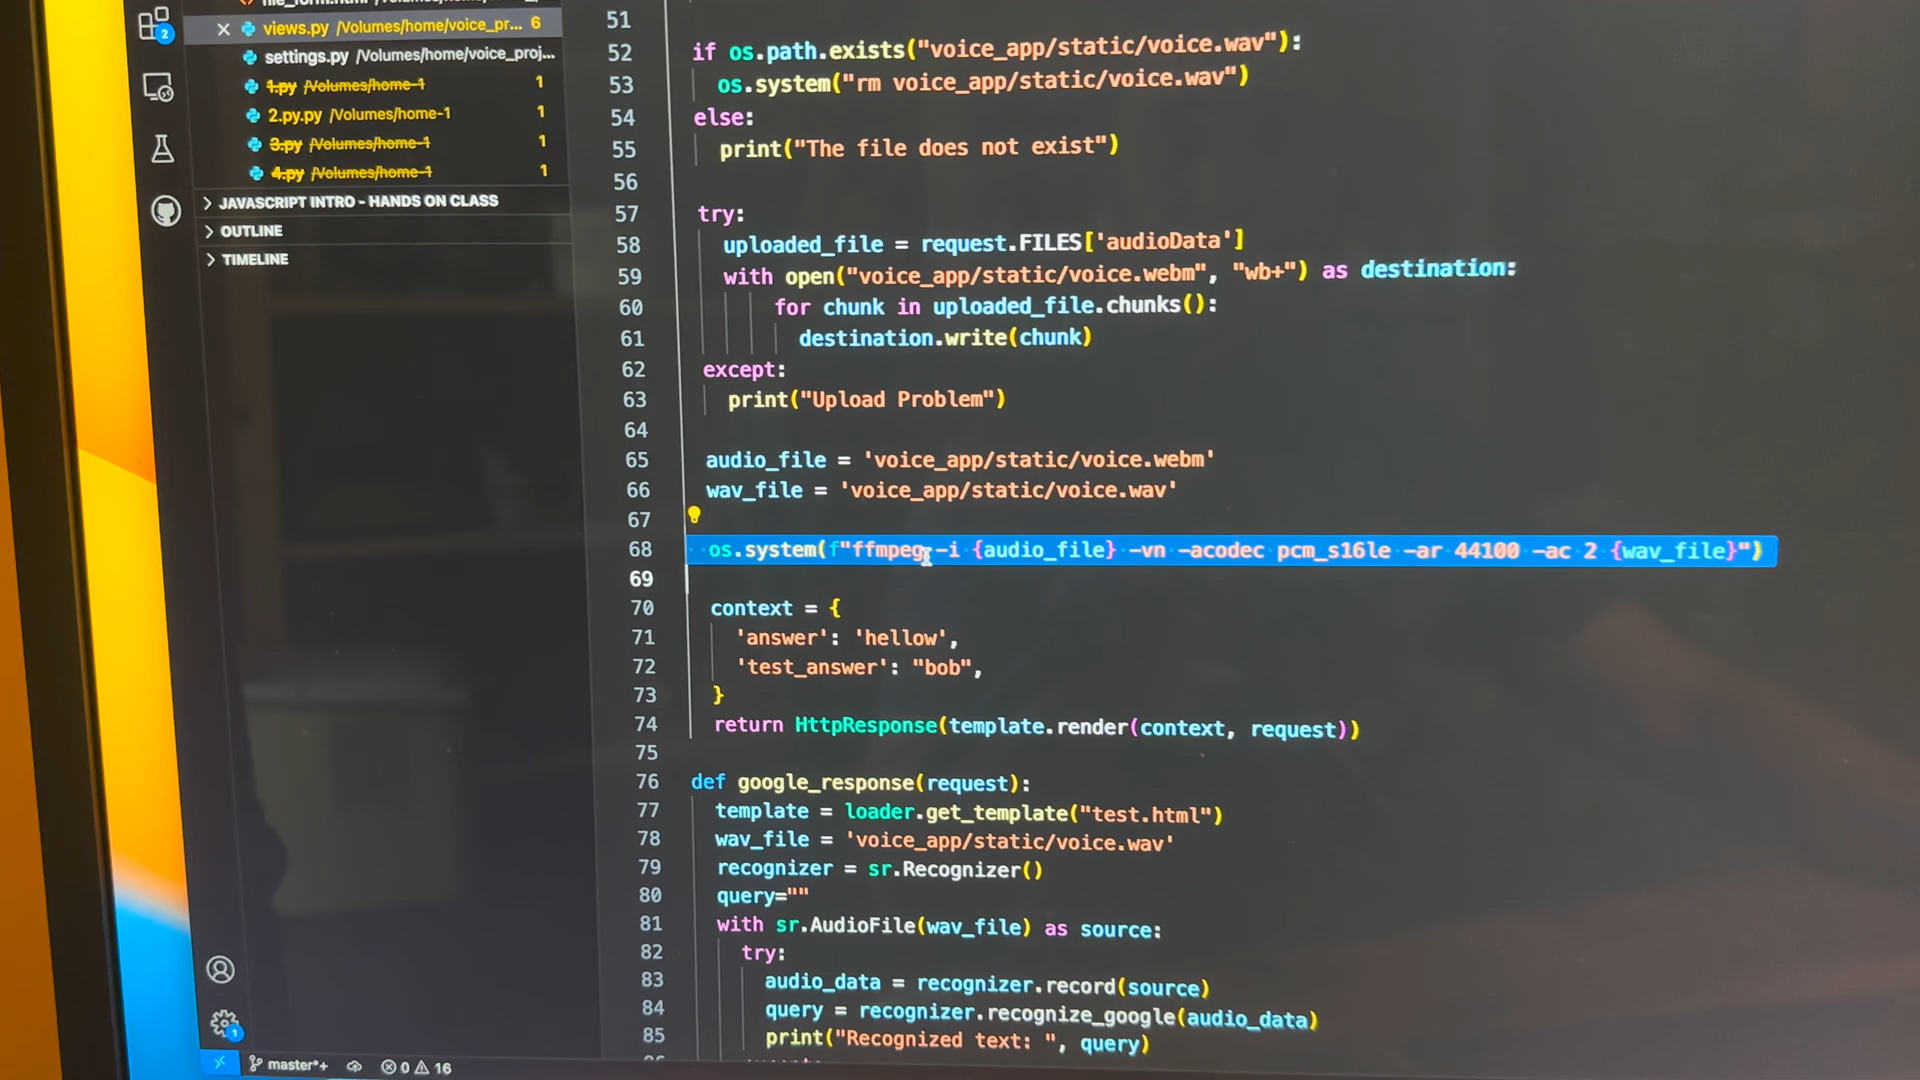 views.py /Volumes/home/voice_pr... 6
settings.py /Volumes/home/voice_proj...
1.py /Volumes/home-1 1
2.py.py /Volumes/home-1 1
3.py /Volumes/home-1 1
4.py /Volumes/home-1 1
JAVASCRIPT INTRO - HANDS ON CLASS
OUTLINE
TIMELINE
2
1
master*+ 0 16
51
52 if os.path.exists("voice_app/static/voice.wav"):
53 os.system("rm voice_app/static/voice.wav")
54 else:
55 print("The file does not exist")
56
57 try:
58 uploaded_file = request.FILES['audioData']
59 with open("voice_app/static/voice.webm", "wb+") as destination:
60 for chunk in uploaded_file.chunks():
61 destination.write(chunk)
62 except:
63 print("Upload Problem")
64
65 audio_file = 'voice_app/static/voice.webm'
66 wav_file = 'voice_app/static/voice.wav'
67
68 os.system(f"ffmpeg -i {audio_file} -vn -acodec pcm_s16le -ar 44100 -ac 2 {wav_file}")
69
70 context = {
71 'answer': 'hellow',
72 'test_answer': "bob",
73 }
74 return HttpResponse(template.render(context, request))
75
76 def google_response(request):
77 template = loader.get_template("test.html")
78 wav_file = 'voice_app/static/voice.wav'
79 recognizer = sr.Recognizer()
80 query=""
81 with sr.AudioFile(wav_file) as source:
82 try:
83 audio_data = recognizer.record(source)
84 query = recognizer.recognize_google(audio_data)
85 print("Recognized text: ", query)